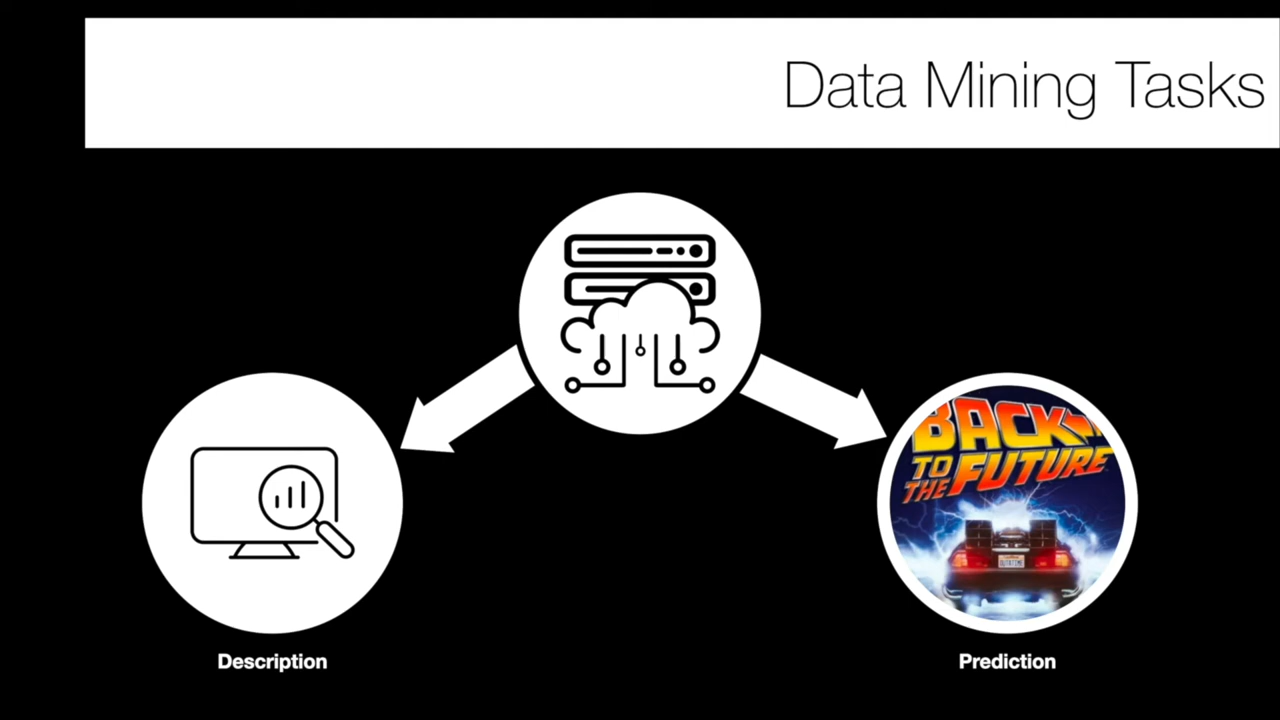 Data Mining Tasks
BACK
TO
THE FUTURE
Description
Prediction